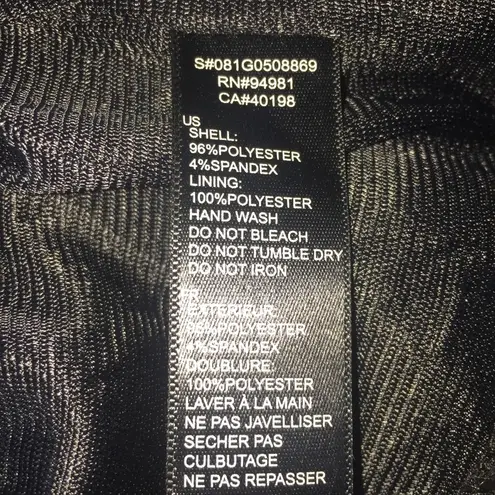 S#081G0508869
RN#94981
CA#40198
US
SHELL:
96%POLYESTER
4%SPANDEX
LINING:
100%POLYESTER
HAND WASH
DO NOT BLEACH
DO NOT TUMBLE DRY
DO NOT IRON
EXTERIEUR:
96%POLYESTER
4%SPANDEX
DOUBLURE:
100%POLYESTER
LAVER À LA MAIN
NE PAS JAVELLISER
SECHER PAS
CULBUTAGE
NE PAS REPASSER